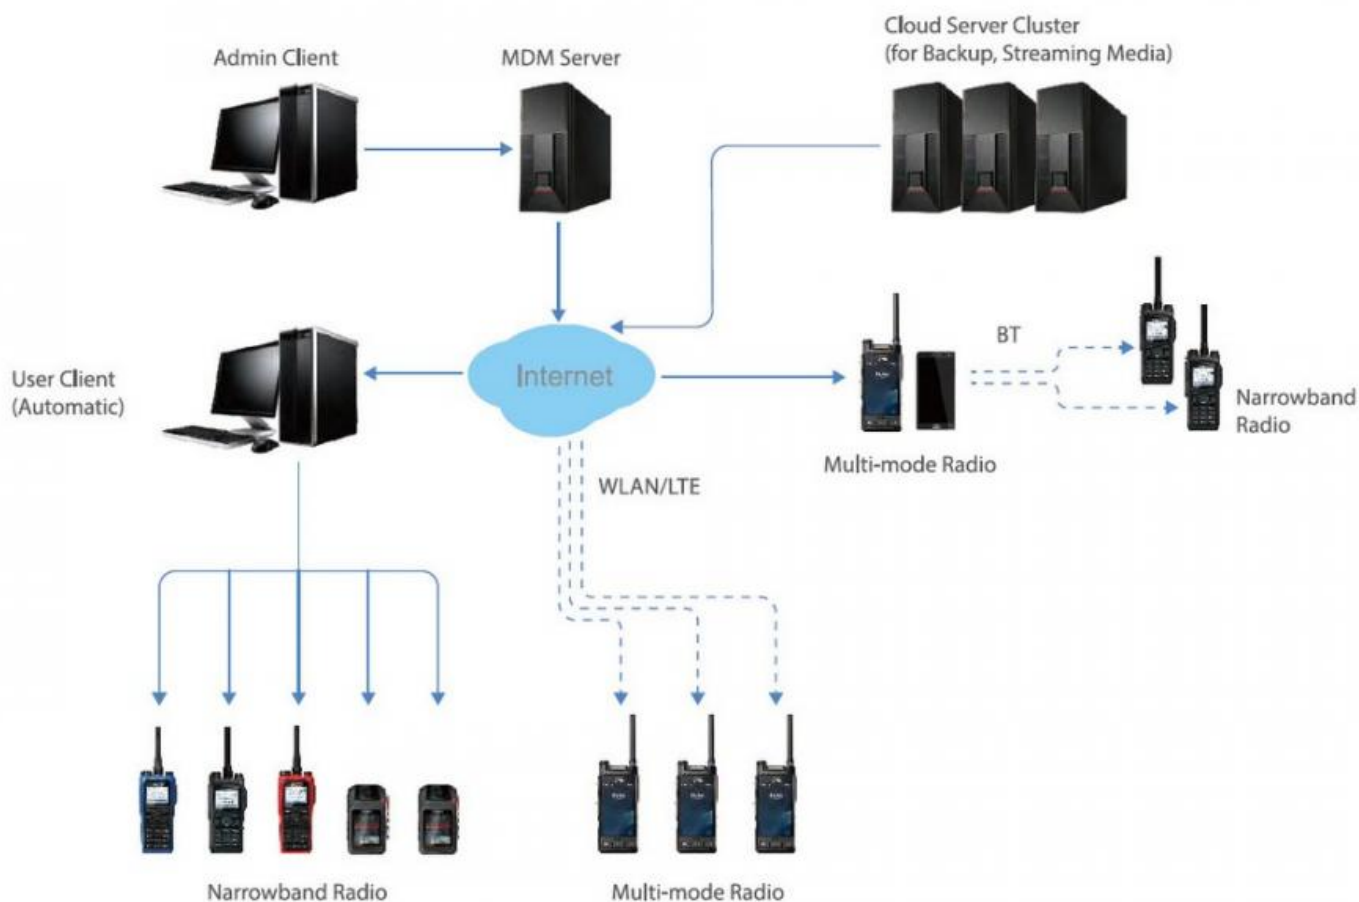 Admin Client
MDM Server
Cloud Server Cluster
(for Backup, Streaming Media)
User Client
(Automatic)
Internet
BT
Narrowband
Radio
Multi-mode Radio
WLAN/LTE
Narrowband Radio
Multi-mode Radio